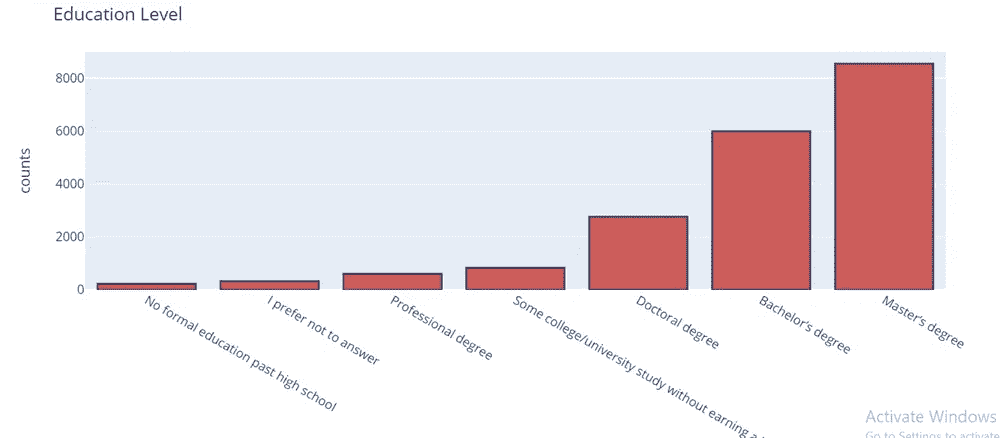 Education Level
8000
6000
4000
2000
0
counts
No formal education past high school
I prefer not to answer
Professional degree
Some college/university study without earning a
Doctoral degree
Bachelor's degree
Master's degree
Activate Windows
Go to Settings to activate